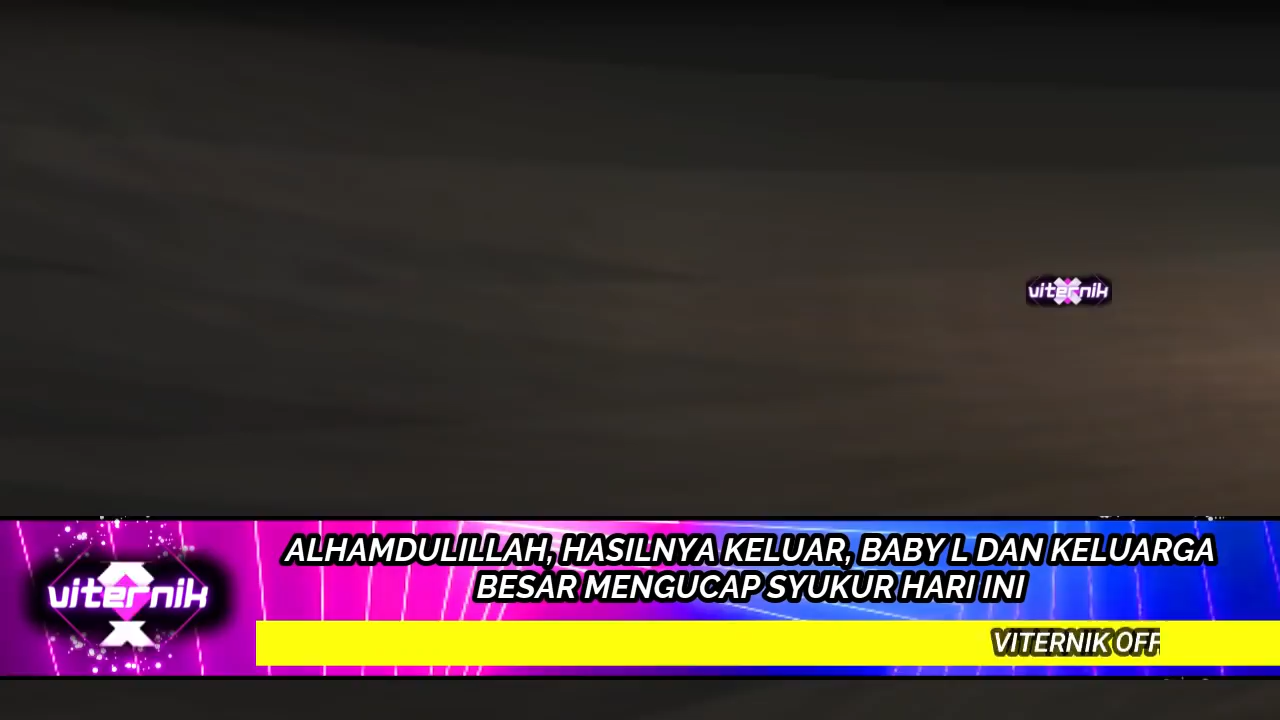 viternik
ALHAMDULILLAH, HASILNYA KELUAR, BABY L DAN KELUARGA
BESAR MENGUCAP SYUKUR HARI INI
viternik
VITERNIK OFF